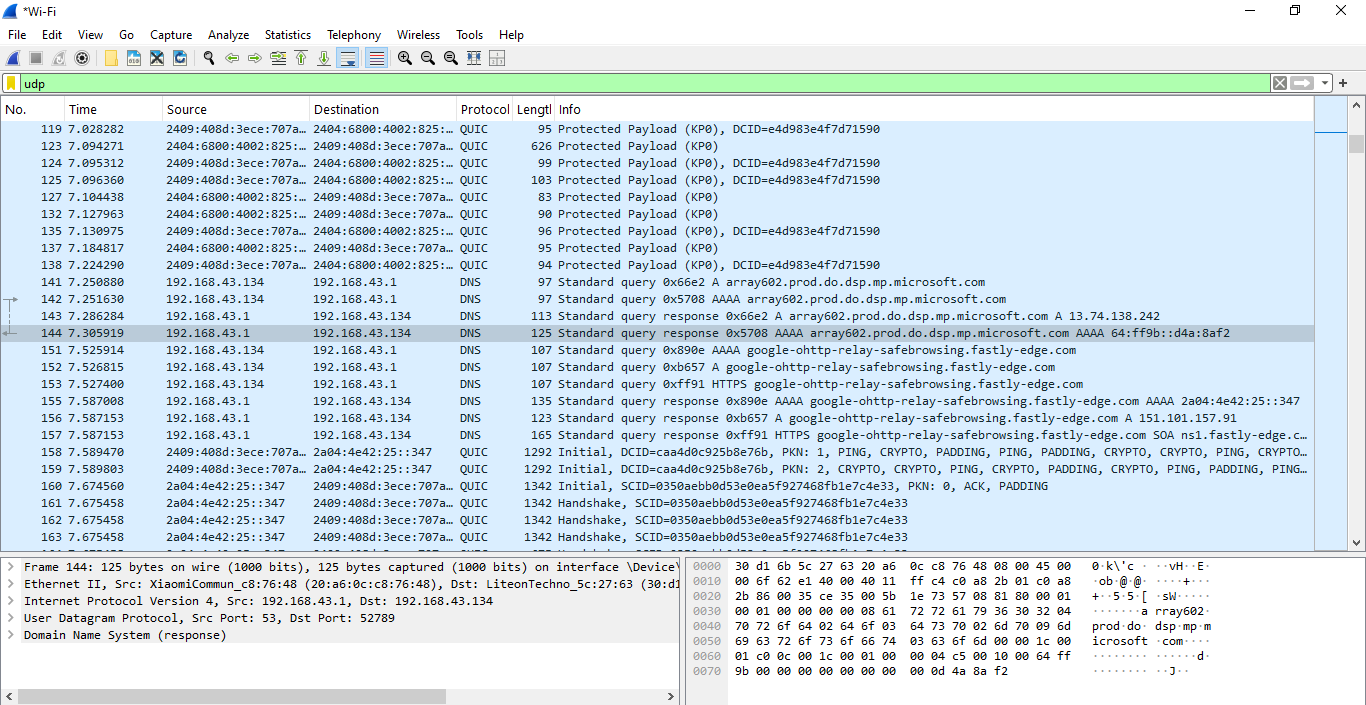 *Wi-Fi
File Edit View Go Capture Analyze Statistics Telephony Wireless Tools Help
udp
No. Time Source Destination Protocol Lengtl Info
119 7.028282 2409:408d:3ece:707a… 2404:6800:4002:825:… QUIC 95 Protected Payload (KP0), DCID=e4d983e4f7d71590
123 7.094271 2404:6800:4002:825:… 2409:408d:3ece:707a… QUIC 626 Protected Payload (KP0)
124 7.095312 2409:408d:3ece:707a… 2404:6800:4002:825:… QUIC 99 Protected Payload (KP0), DCID=e4d983e4f7d71590
125 7.096360 2409:408d:3ece:707a… 2404:6800:4002:825:… QUIC 103 Protected Payload (KP0), DCID=e4d983e4f7d71590
127 7.104438 2404:6800:4002:825:… 2409:408d:3ece:707a… QUIC 83 Protected Payload (KP0)
132 7.127963 2404:6800:4002:825:… 2409:408d:3ece:707a… QUIC 90 Protected Payload (KP0)
135 7.130975 2409:408d:3ece:707a… 2404:6800:4002:825:… QUIC 96 Protected Payload (KP0), DCID=e4d983e4f7d71590
137 7.184817 2404:6800:4002:825:… 2409:408d:3ece:707a… QUIC 95 Protected Payload (KP0)
138 7.224290 2409:408d:3ece:707a… 2404:6800:4002:825:… QUIC 94 Protected Payload (KP0), DCID=e4d983e4f7d71590
141 7.250880 192.168.43.134 192.168.43.1 DNS 97 Standard query 0x66e2 A array602.prod.do.dsp.mp.microsoft.com
142 7.251630 192.168.43.134 192.168.43.1 DNS 97 Standard query 0x5708 AAAA array602.prod.do.dsp.mp.microsoft.com
143 7.286284 192.168.43.1 192.168.43.134 DNS 113 Standard query response 0x66e2 A array602.prod.do.dsp.mp.microsoft.com A 13.74.138.242
144 7.305919 192.168.43.1 192.168.43.134 DNS 125 Standard query response 0x5708 AAAA array602.prod.do.dsp.mp.microsoft.com AAAA 64:ff9b::d4a:8af2
151 7.525914 192.168.43.134 192.168.43.1 DNS 107 Standard query 0x890e AAAA google-ohttp-relay-safebrowsing.fastly-edge.com
152 7.526815 192.168.43.134 192.168.43.1 DNS 107 Standard query 0xb657 A google-ohttp-relay-safebrowsing.fastly-edge.com
153 7.527400 192.168.43.134 192.168.43.1 DNS 107 Standard query 0xff91 HTTPS google-ohttp-relay-safebrowsing.fastly-edge.com
155 7.587008 192.168.43.1 192.168.43.134 DNS 135 Standard query response 0x890e AAAA google-ohttp-relay-safebrowsing.fastly-edge.com AAAA 2a04:4e42:25::347
156 7.587153 192.168.43.1 192.168.43.134 DNS 123 Standard query response 0xb657 A google-ohttp-relay-safebrowsing.fastly-edge.com A 151.101.157.91
157 7.587153 192.168.43.1 192.168.43.134 DNS 165 Standard query response 0xff91 HTTPS google-ohttp-relay-safebrowsing.fastly-edge.com SOA ns1.fastly-edge.c…
158 7.589470 2409:408d:3ece:707a… 2a04:4e42:25::347 QUIC 1292 Initial, DCID=caa4d0c925b8e76b, PKN: 1, PING, CRYPTO, PADDING, PING, PADDING, CRYPTO, CRYPTO, PING, CRYPTO…
159 7.589803 2409:408d:3ece:707a… 2a04:4e42:25::347 QUIC 1292 Initial, DCID=caa4d0c925b8e76b, PKN: 2, CRYPTO, CRYPTO, PING, CRYPTO, PADDING, CRYPTO, PING, PADDING, PING…
160 7.674560 2a04:4e42:25::347 2409:408d:3ece:707a… QUIC 1342 Initial, SCID=0350aebb0d53e0ea5f927468fb1e7c4e33, PKN: 0, ACK, PADDING
161 7.675458 2a04:4e42:25::347 2409:408d:3ece:707a… QUIC 1342 Handshake, SCID=0350aebb0d53e0ea5f927468fb1e7c4e33
162 7.675458 2a04:4e42:25::347 2409:408d:3ece:707a… QUIC 1342 Handshake, SCID=0350aebb0d53e0ea5f927468fb1e7c4e33
163 7.675458 2a04:4e42:25::347 2409:408d:3ece:707a… QUIC 1342 Handshake, SCID=0350aebb0d53e0ea5f927468fb1e7c4e33
Frame 144: 125 bytes on wire (1000 bits), 125 bytes captured (1000 bits) on interface \Device\
Ethernet II, Src: XiaomiCommun_c8:76:48 (20:a6:0c:c8:76:48), Dst: LiteonTechno_5c:27:63 (30:d1
Internet Protocol Version 4, Src: 192.168.43.1, Dst: 192.168.43.134
User Datagram Protocol, Src Port: 53, Dst Port: 52789
Domain Name System (response)
0000 30 d1 6b 5c 27 63 20 a6 0c c8 76 48 08 00 45 00 0·k\'c · ··vH··E·
0010 00 6f 62 e1 40 00 40 11 ff c4 c0 a8 2b 01 c0 a8 ·ob·@·@· ····+···
0020 2b 86 00 35 ce 35 00 5b 1e 73 57 08 81 80 00 01 +··5·5·[ ·sW·····
0030 00 01 00 00 00 00 08 61 72 72 61 79 36 30 32 04 ·······a rray602·
0040 70 72 6f 64 02 64 6f 03 64 73 70 02 6d 70 09 6d prod·do· dsp·mp·m
0050 69 63 72 6f 73 6f 66 74 03 63 6f 6d 00 00 1c 00 icrosoft ·com····
0060 01 c0 0c 00 1c 00 01 00 00 04 c5 00 10 00 64 ff ········ ······d·
0070 9b 00 00 00 00 00 00 00 00 0d 4a 8a f2 ········ ··J··